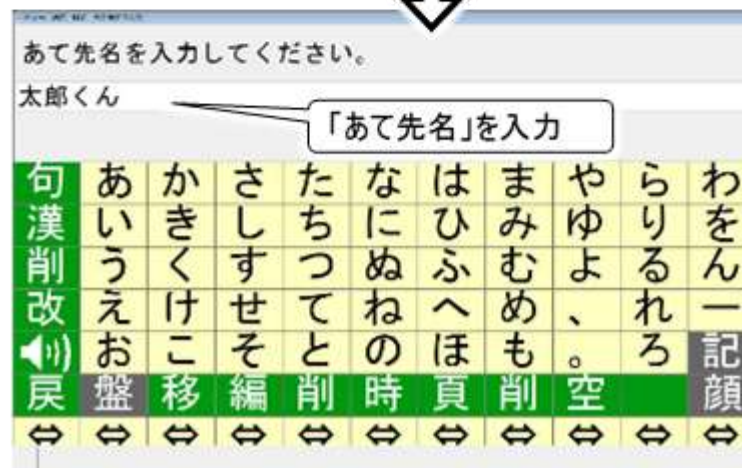 あて先名を入力してください。
太郎くん
「あて先名」を入力
句 あ か さ た な は ま や ら わ
漢 い き し ち に ひ み ゆ り を
削 う く す つ ぬ ふ む よ る ん
改 え け せ て ね へ め 、 れ ー
お こ そ と の ほ も 。 ろ 記
戻 盤 移 編 削 時 頁 削 空 顔
⇔ ⇔ ⇔ ⇔ ⇔ ⇔ ⇔ ⇔ ⇔ ⇔ ⇔